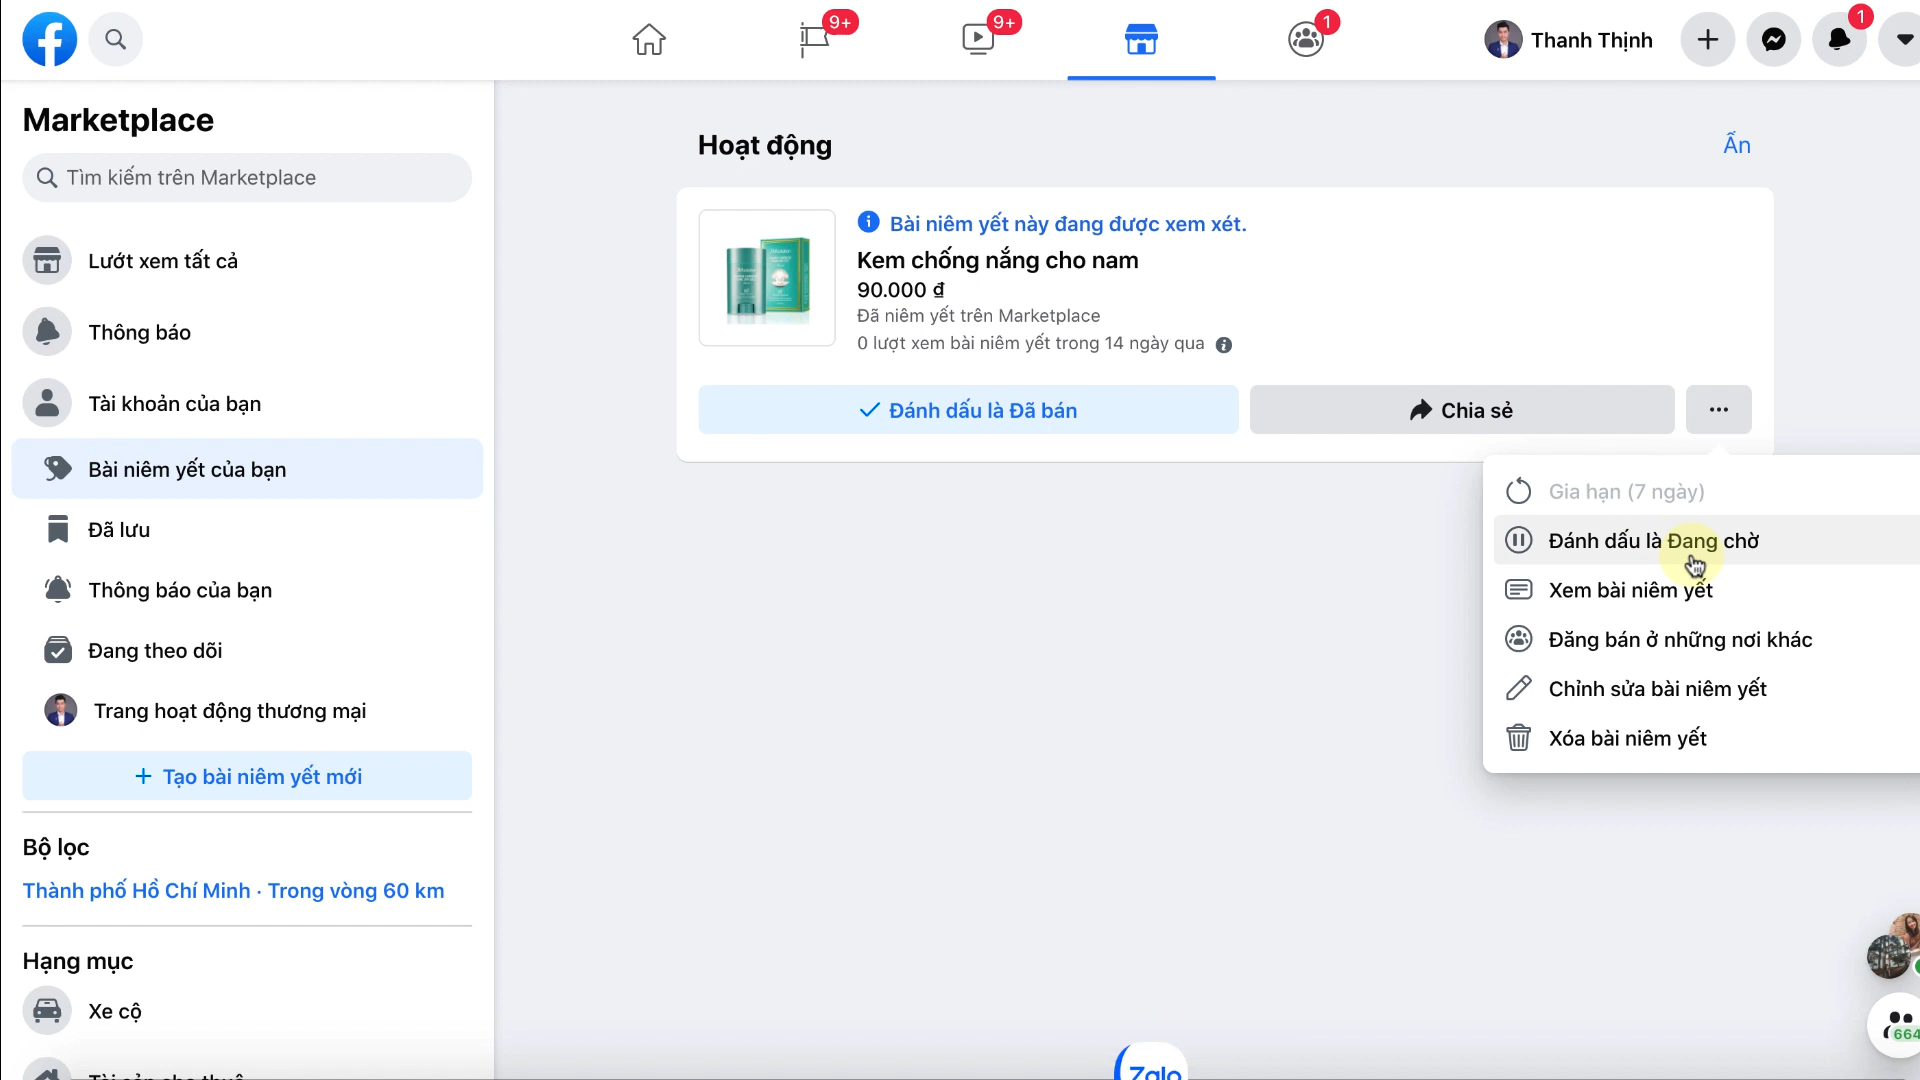 9+
9+
1
Thanh Thịnh
1
Marketplace
Tìm kiếm trên Marketplace
Lướt xem tất cả
Thông báo
Tài khoản của bạn
Bài niêm yết của bạn
Đã lưu
Thông báo của bạn
Đang theo dõi
Trang hoạt động thương mại
+ Tạo bài niêm yết mới
Bộ lọc
Thành phố Hồ Chí Minh · Trong vòng 60 km
Hạng mục
Xe cộ
Tài sản cho thuê
Hoạt động
Ẩn
Bài niêm yết này đang được xem xét.
Kem chống nắng cho nam
90.000 ₫
Đã niêm yết trên Marketplace
0 lượt xem bài niêm yết trong 14 ngày qua
Đánh dấu là Đã bán
Chia sẻ
Gia hạn (7 ngày)
Đánh dấu là Đang chờ
Xem bài niêm yết
Đăng bán ở những nơi khác
Chỉnh sửa bài niêm yết
Xóa bài niêm yết
664
Zalo